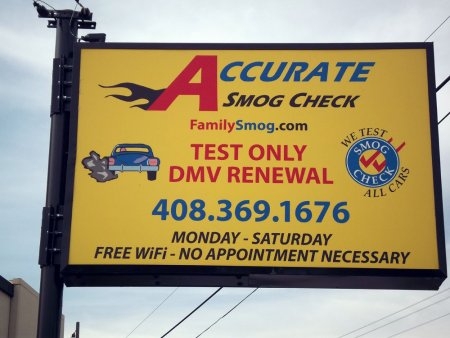 ACCURATE
SMOG CHECK
FamilySmog.com
TEST ONLY
DMV RENEWAL
WE TEST
SMOG
CHECK
ALL CARS
408.369.1676
MONDAY - SATURDAY
FREE WiFi - NO APPOINTMENT NECESSARY